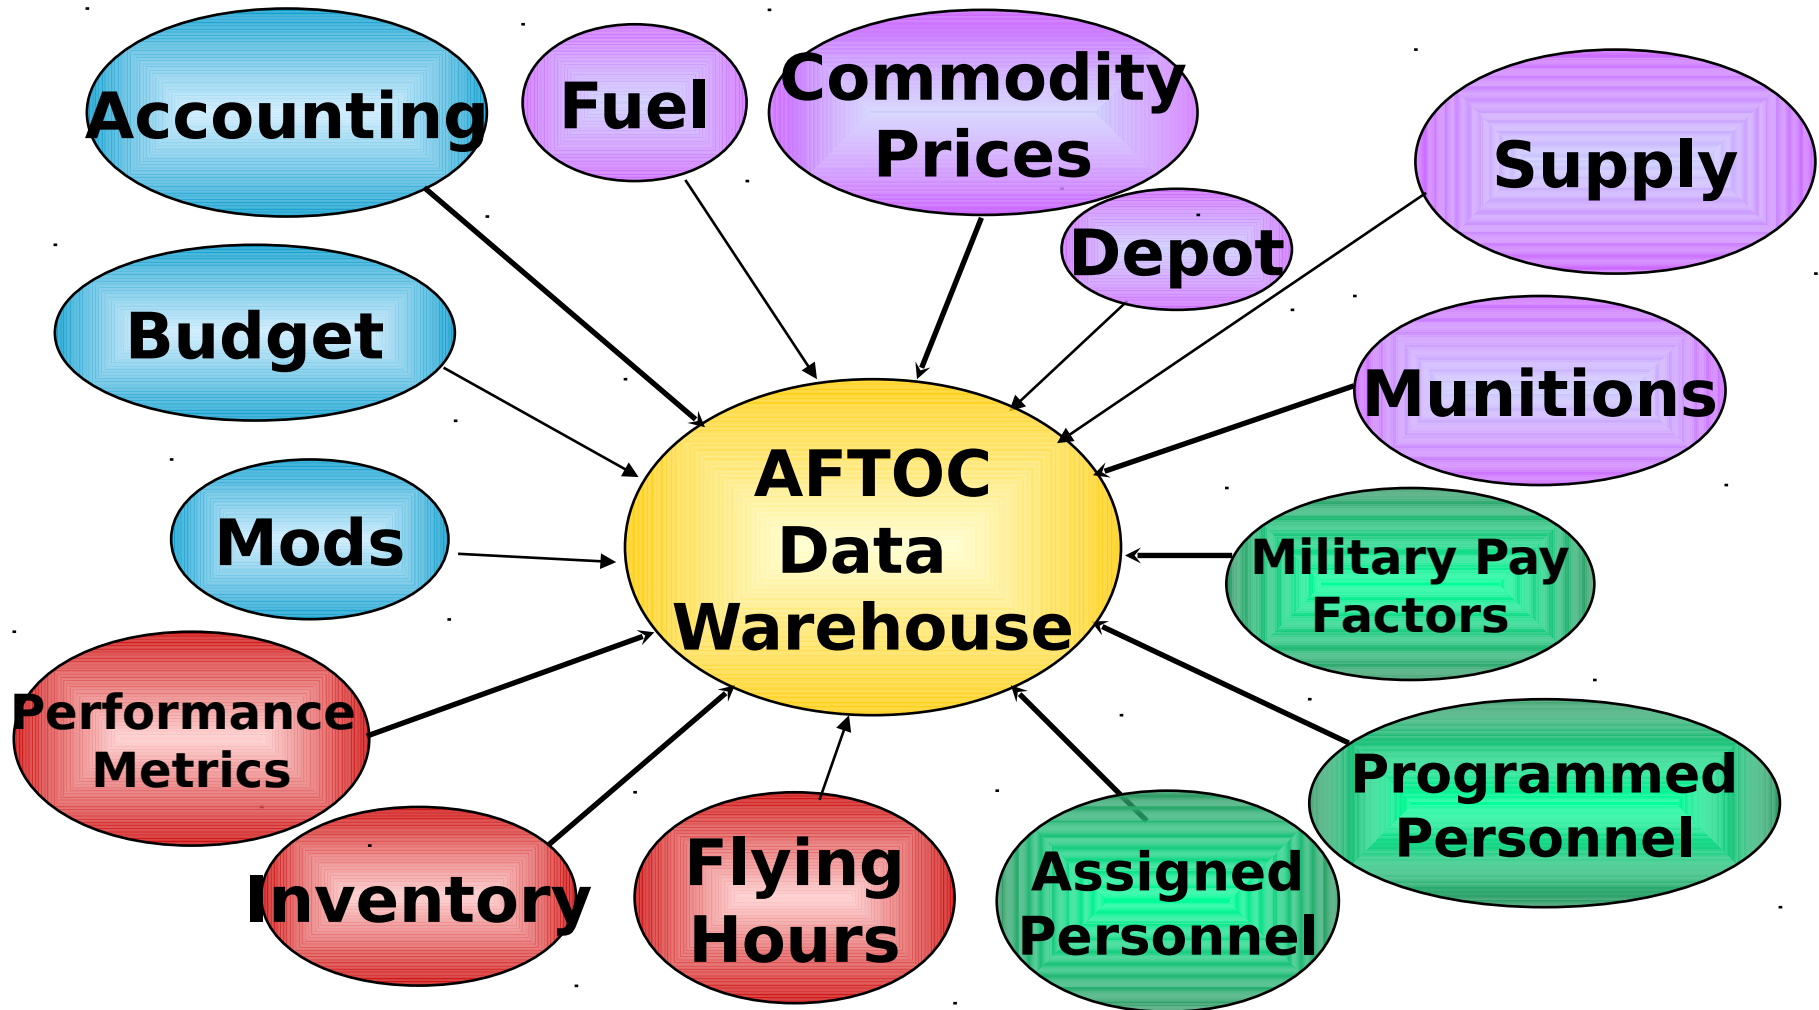 Accounting
Fuel
Commodity
Prices
Supply
Depot
Budget
Munitions
Mods
AFTOC
Data
Warehouse
Military Pay
Factors
Performance
Metrics
Programmed
Personnel
Inventory
Flying
Hours
Assigned
Personnel